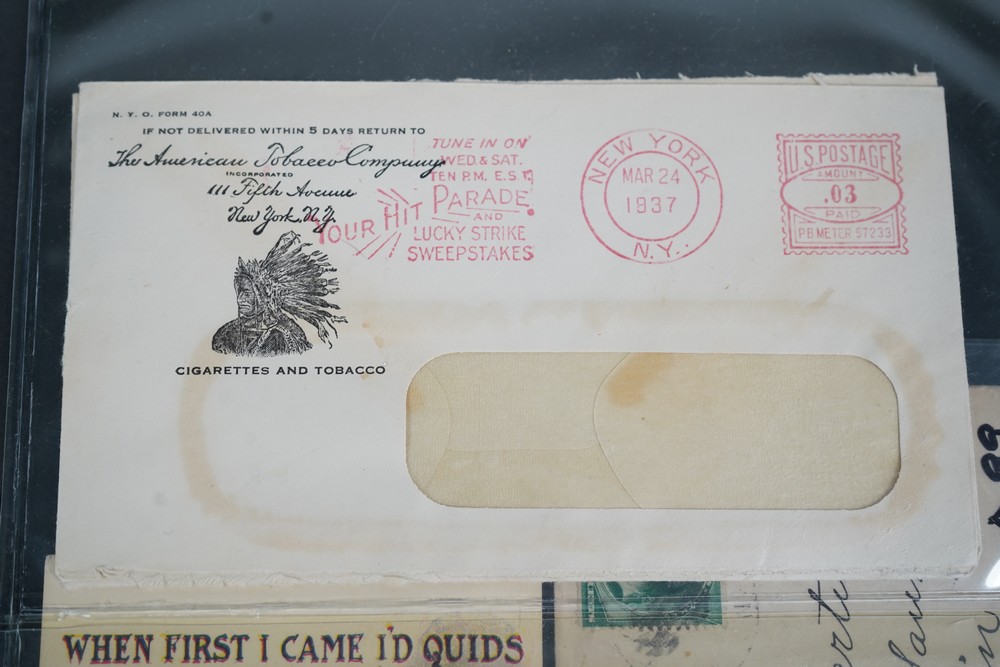 N. Y. O. FORM 40A
IF NOT DELIVERED WITHIN 5 DAYS RETURN TO
The American Tobacco Company
INCORPORATED
111 Fifth Avenue
New York, N.Y.
CIGARETTES AND TOBACCO
TUNE IN ON
WED. & SAT.
TEN P.M. E.S.T.
YOUR HIT PARADE
AND
LUCKY STRIKE
SWEEPSTAKES
NEW YORK
MAR 24
1937
N.Y.
U.S. POSTAGE
AMOUNT
.03
PAID
PB METER 57233
WHEN FIRST I CAME I'D QUIDS